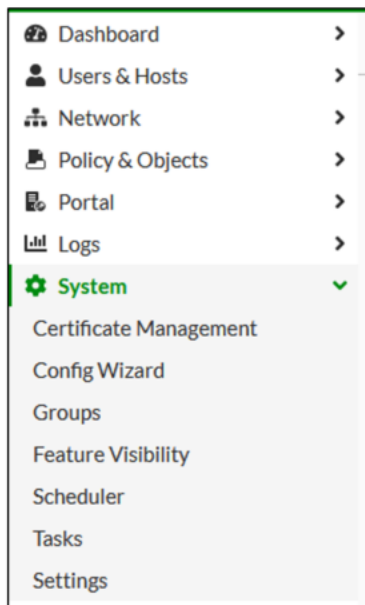 Dashboard
Users & Hosts
Network
Policy & Objects
Portal
Logs
System
Certificate Management
Config Wizard
Groups
Feature Visibility
Scheduler
Tasks
Settings